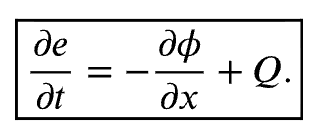 ∂e/∂t = −∂ϕ/∂x + Q.